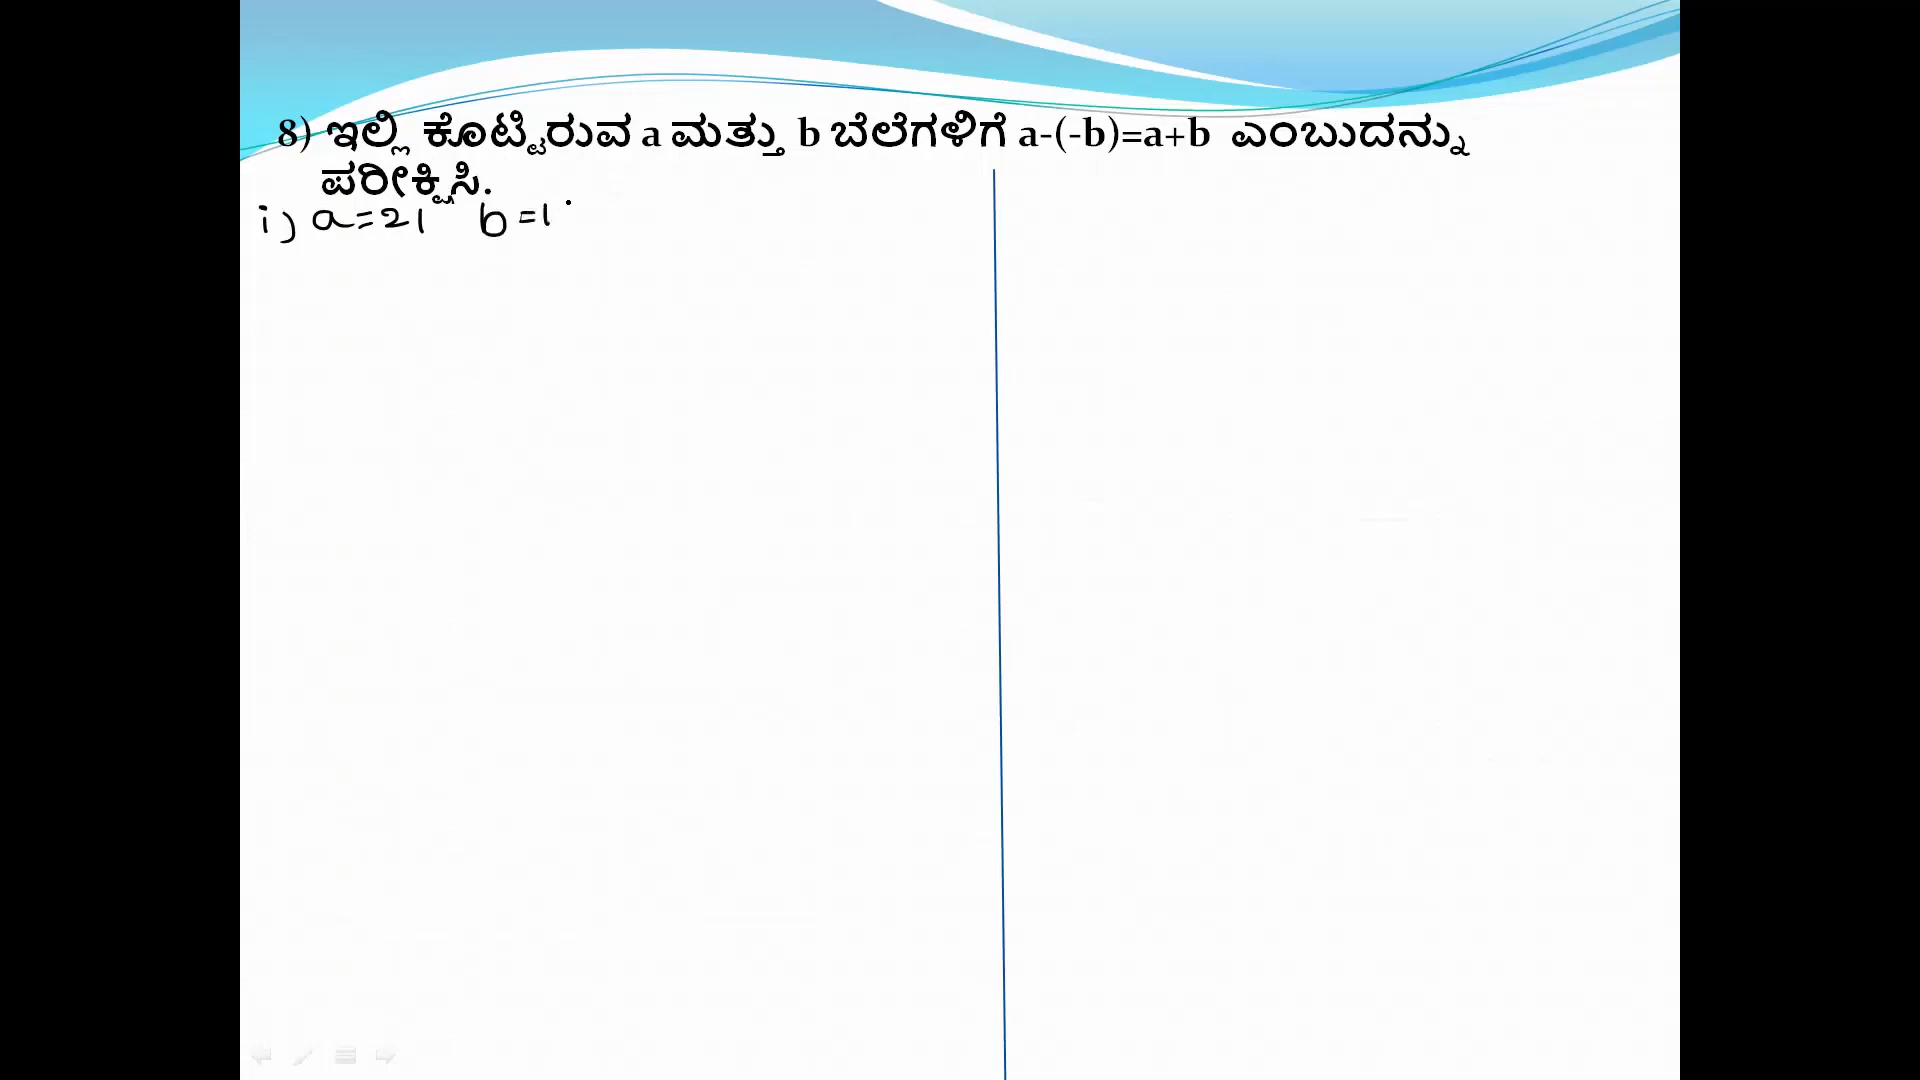 8) ಇಲ್ಲಿ ಕೊಟ್ಟಿರುವ a ಮತ್ತು b ಬೆಲೆಗಳಿಗೆ a-(-b)=a+b ಎಂಬುದನ್ನು
ಪರೀಕ್ಷಿಸಿ.
i) a=21 b=1